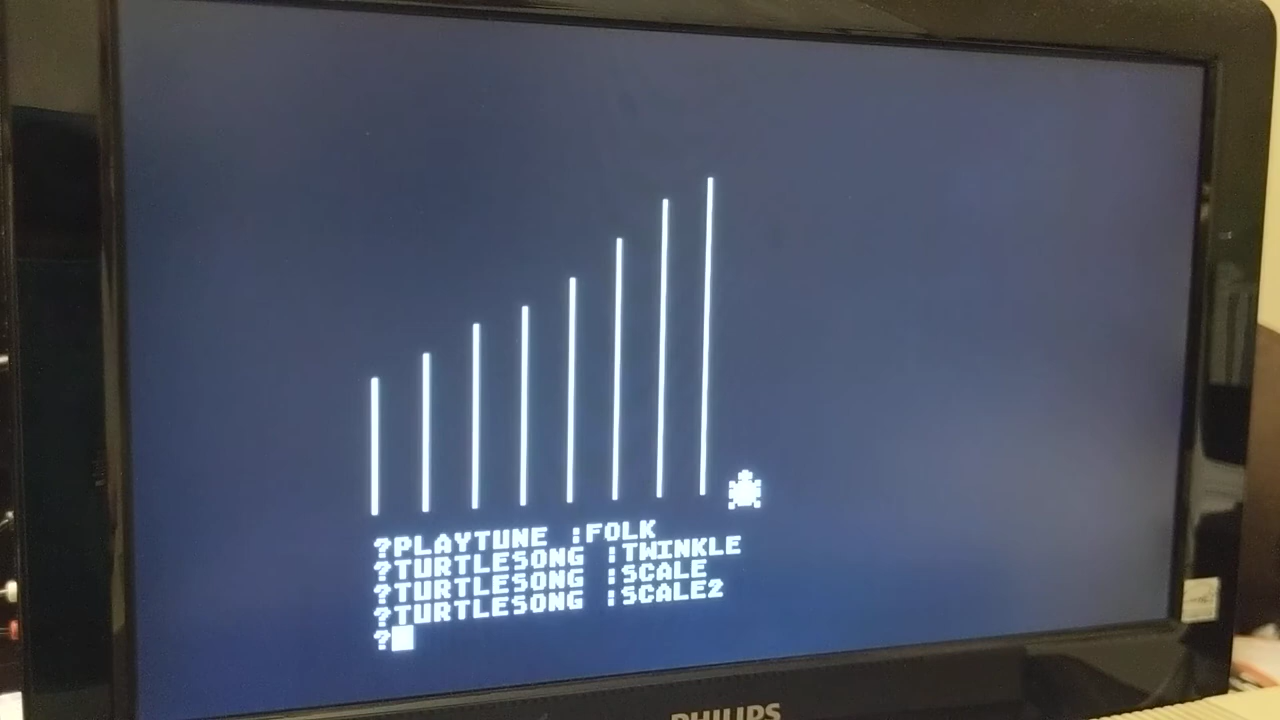 ?PLAYTUNE :FOLK
?TURTLESONG :TWINKLE
?TURTLESONG :SCALE
?TURTLESONG :SCALE2
?
PHILIPS